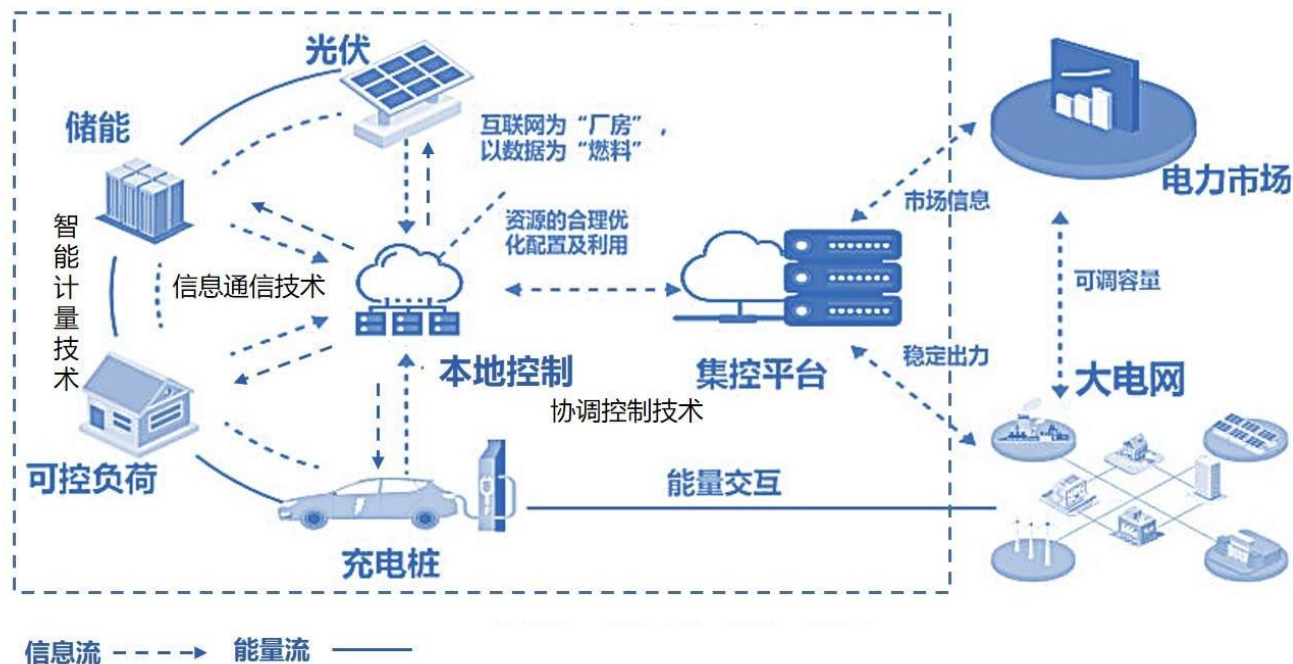 光伏
储能
互联网为“厂房”，
以数据为“燃料”
资源的合理优
化配置及利用
智能计量技术
信息通信技术
本地控制
集控平台
协调控制技术
可控负荷
充电桩
能量交互
市场信息
电力市场
可调容量
稳定出力
大电网
信息流
能量流